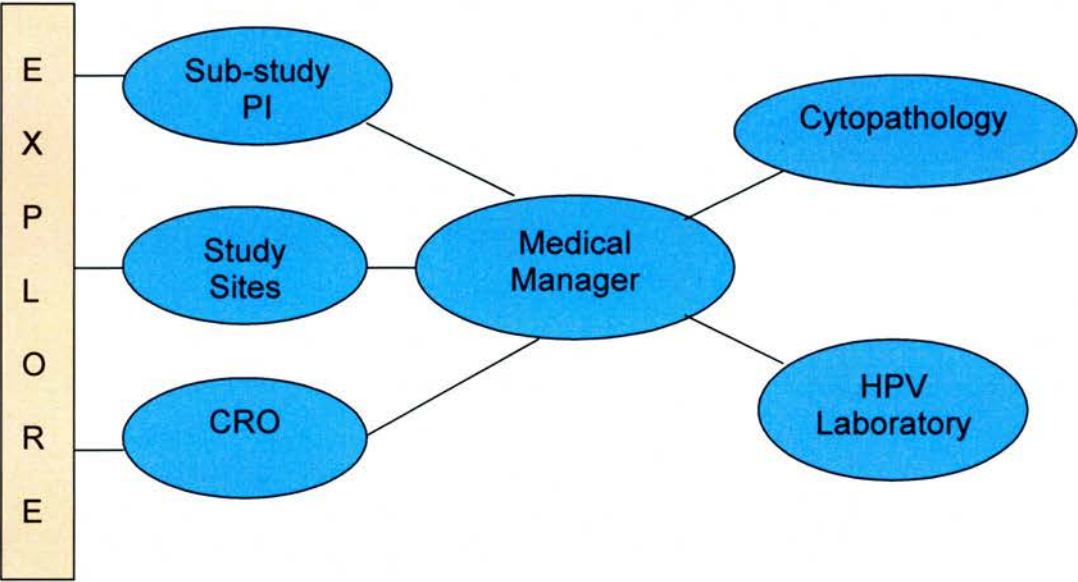 E
X
P
L
O
R
E
Sub-study
PI
Study
Sites
CRO
Medical
Manager
Cytopathology
HPV
Laboratory